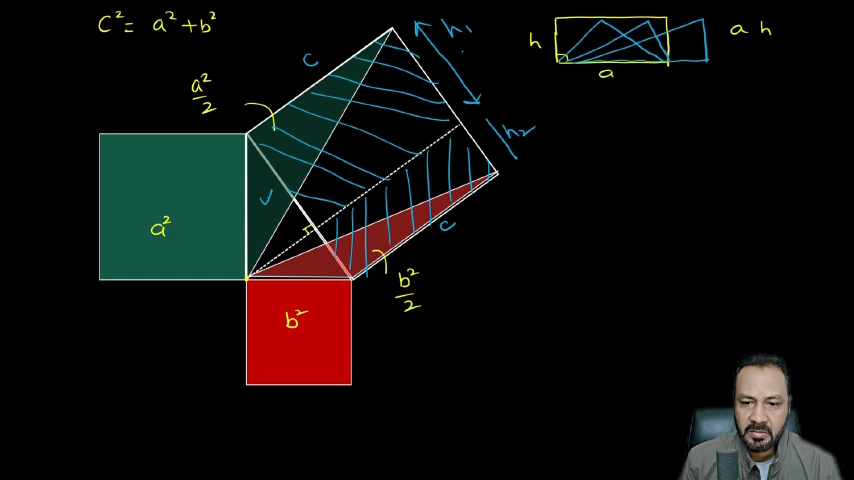 C² = a² + b²
h₁
h
a h
a
c
a²/2
h₂
a²
c
b²/2
b²